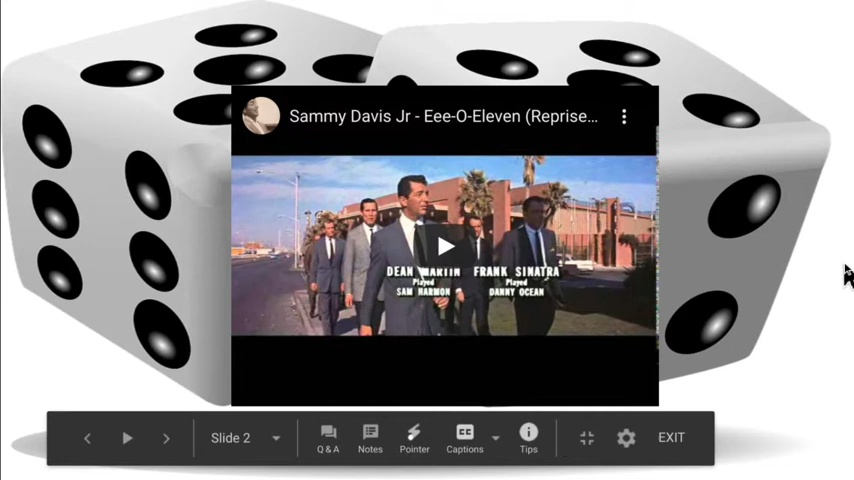 Sammy Davis Jr - Eee-O-Eleven (Reprise...
DEAN MARTIN FRANK SINATRA
Played Played
SAM HARMON DANNY OCEAN
Slide 2
Q & A Notes Pointer CC Captions Tips EXIT